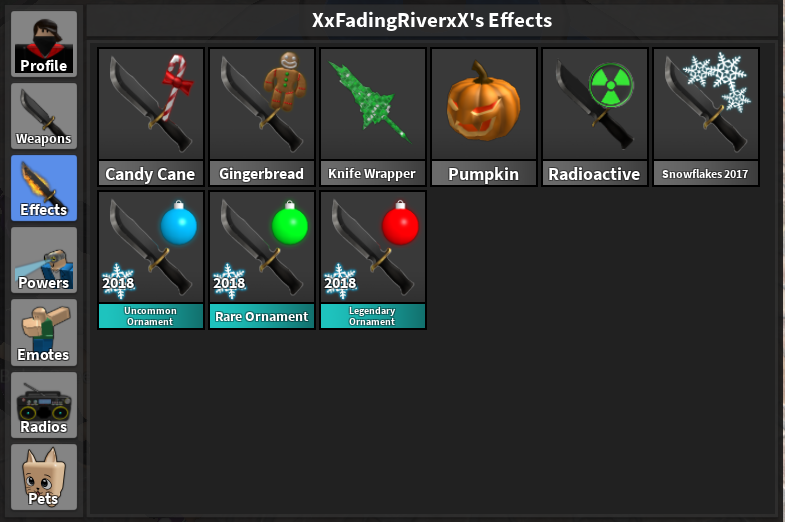 XxFadingRiverxX's Effects
Profile
Weapons
Effects
Powers
Emotes
Radios
Pets
Candy Cane
Gingerbread
Knife Wrapper
Pumpkin
Radioactive
Snowflakes 2017
2018
Uncommon
Ornament
2018
Rare Ornament
2018
Legendary
Ornament